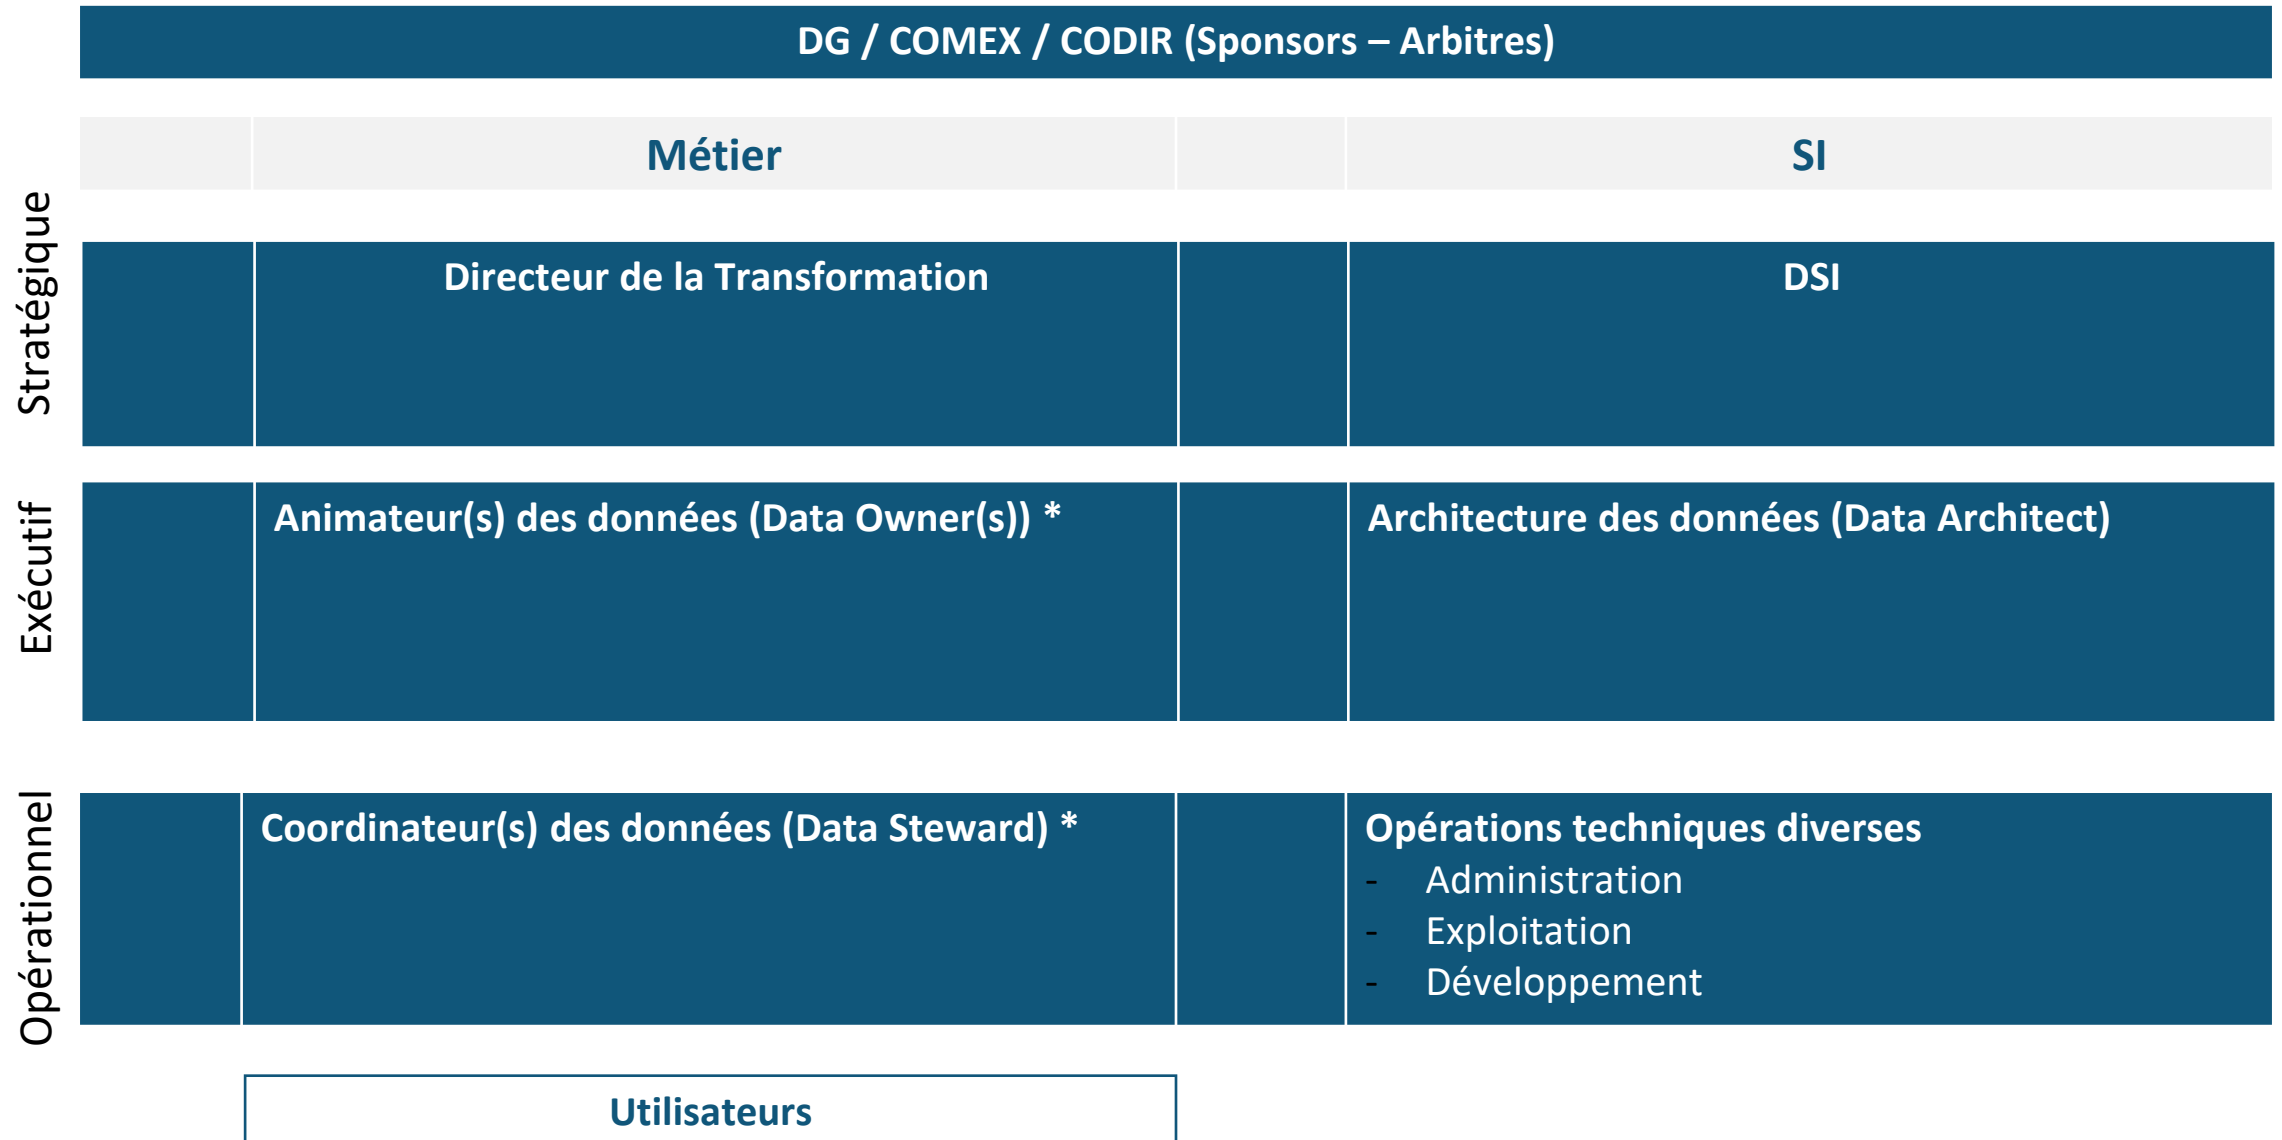 DG / COMEX / CODIR (Sponsors – Arbitres)
Métier
SI
Stratégique
Directeur de la Transformation
DSI
Exécutif
Animateur(s) des données (Data Owner(s)) *
Architecture des données (Data Architect)
Opérationnel
Coordinateur(s) des données (Data Steward) *
Opérations techniques diverses
- Administration
- Exploitation
- Développement
Utilisateurs